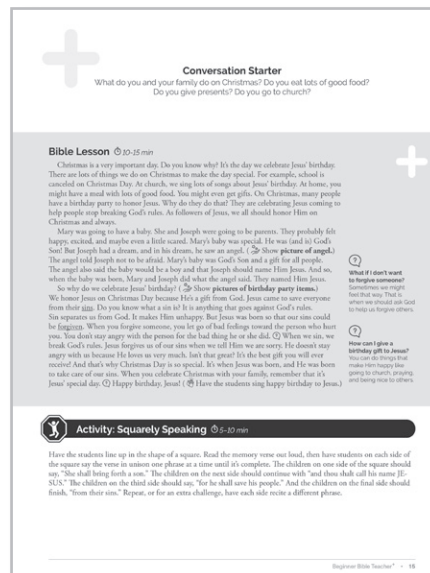 Conversation Starter
What do you and your family do on Christmas? Do you eat lots of good food?
Do you give presents? Do you go to church?
Bible Lesson 10–15 min
Christmas is a very important day. Do you know why? It's the day we celebrate Jesus' birthday.
There are lots of things we do on Christmas to make the day special. For example, school is
canceled on Christmas Day. At church, we sing lots of songs about Jesus' birthday. At home, you
might have a meal with lots of good food. You might even get gifts. On Christmas, many people
have a birthday party to honor Jesus. Why do they do that? They are celebrating Jesus coming to
help people stop breaking God's rules. As followers of Jesus, we all should honor Him on
Christmas and always.
Mary was going to have a baby. She and Joseph were going to be parents. They probably felt
happy, excited, and maybe even a little scared. Mary's baby was special. He was (and is) God's
Son! But Joseph had a dream, and in his dream, he saw an angel. ( Show picture of angel.)
The angel told Joseph not to be afraid. Mary's baby was God's Son and a gift for all people.
The angel also said the baby would be a boy and that Joseph should name Him Jesus. And so,
when the baby was born, Mary and Joseph did what the angel said. They named Him Jesus.
So why do we celebrate Jesus' birthday? ( Show pictures of birthday party items.)
We honor Jesus on Christmas Day because He's a gift from God. Jesus came to save everyone
from their sins. Do you know what a sin is? It is anything that goes against God's rules.
Sin separates us from God. It makes Him unhappy. But Jesus was born so that our sins could
be forgiven. When you forgive someone, you let go of bad feelings toward the person who hurt
you. You don't stay angry with the person for the bad thing he or she did. ? When we sin, we
break God's rules. Jesus forgives us of our sins when we tell Him we are sorry. He doesn't stay
angry with us because He loves us very much. Isn't that great? It's the best gift you will ever
receive! And that's why Christmas Day is so special. It's when Jesus was born, and He was born
to take care of our sins. When you celebrate Christmas with your family, remember that it's
Jesus' special day. ? Happy birthday, Jesus! ( Have the students sing happy birthday to Jesus.)
?
What if I don't want
to forgive someone?
Sometimes we might
feel that way. That is
when we should ask God
to help us forgive others.
?
How can I give a
birthday gift to Jesus?
You can do things that
make Him happy like
going to church, praying,
and being nice to others.
Activity: Squarely Speaking 5–10 min
Have the students line up in the shape of a square. Read the memory verse out loud, then have students on each side of
the square say the verse in unison one phrase at a time until it's complete. The children on one side of the square should
say, "She shall bring forth a son." The children on the next side should continue with "and thou shalt call his name JE-
SUS." The children on the third side should say, "for he shall save his people." And the children on the final side should
finish, "from their sins." Repeat, or for an extra challenge, have each side recite a different phrase.
Beginner Bible Teacher • 15